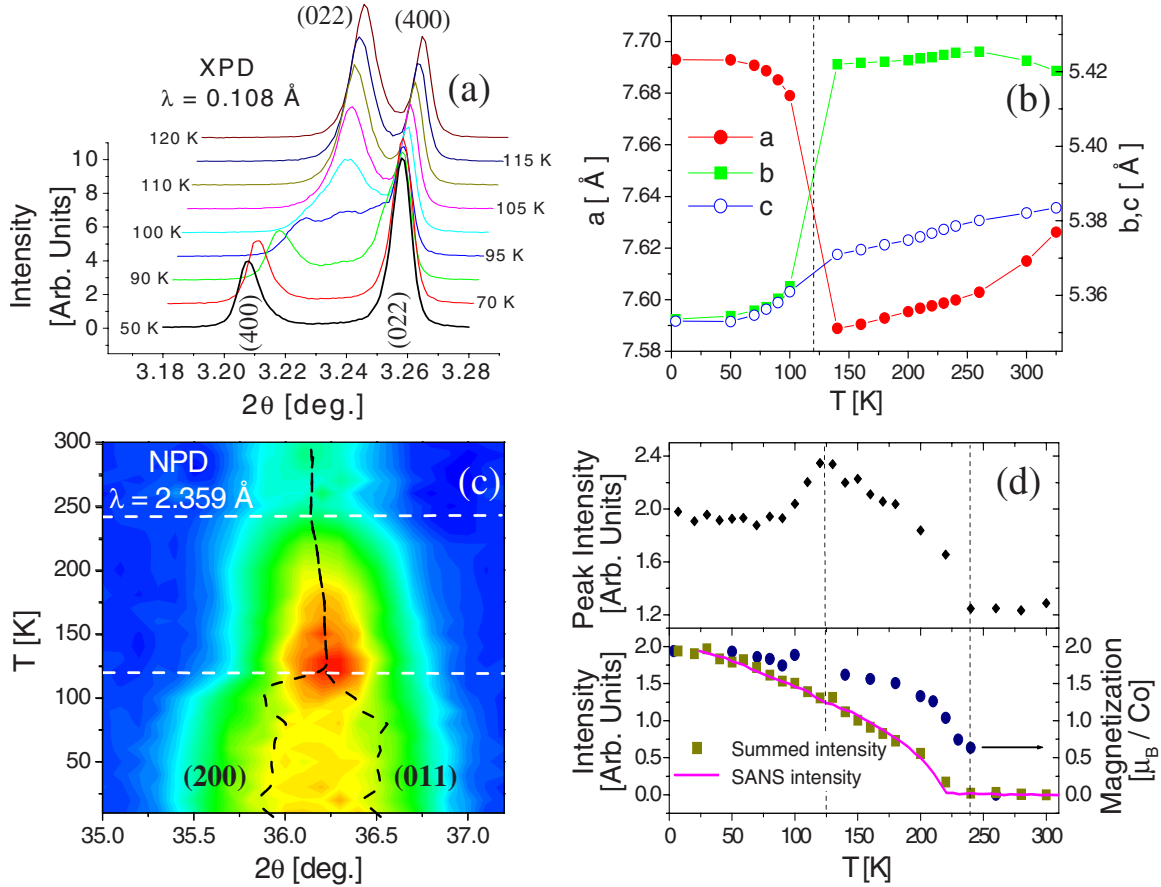 (022)
(400)
XPD
λ = 0.108 Å
(a)
120 K
115 K
110 K
105 K
100 K
95 K
90 K
70 K
50 K
(400)
(022)
10
8
6
4
2
0
Intensity
[Arb. Units]
3.18 3.20 3.22 3.24 3.26 3.28
2θ [deg.]
(b)
7.70
7.68
7.66
7.64
7.62
7.60
7.58
a [Å]
a
b
c
5.42
5.40
5.38
5.36
5.34
b,c [Å]
0 50 100 150 200 250 300
T [K]
NPD
λ = 2.359 Å
(c)
300
250
200
150
100
50
T [K]
(200)
(011)
35.0 35.5 36.0 36.5 37.0
2θ [deg.]
(d)
2.4
2.0
1.6
1.2
Peak Intensity
[Arb. Units]
2.0
1.5
1.0
0.5
0.0
Intensity
[Arb. Units]
Summed intensity
SANS intensity
2.0
1.5
1.0
0.5
0.0
Magnetization
[μB / Co]
0 50 100 150 200 250 300
T [K]